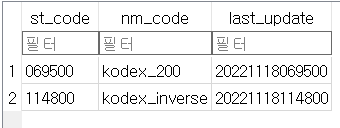 st_code nm_code last_update
필터 필터 필터
1 069500 kodex_200 20221118069500
2 114800 kodex_inverse 20221118114800